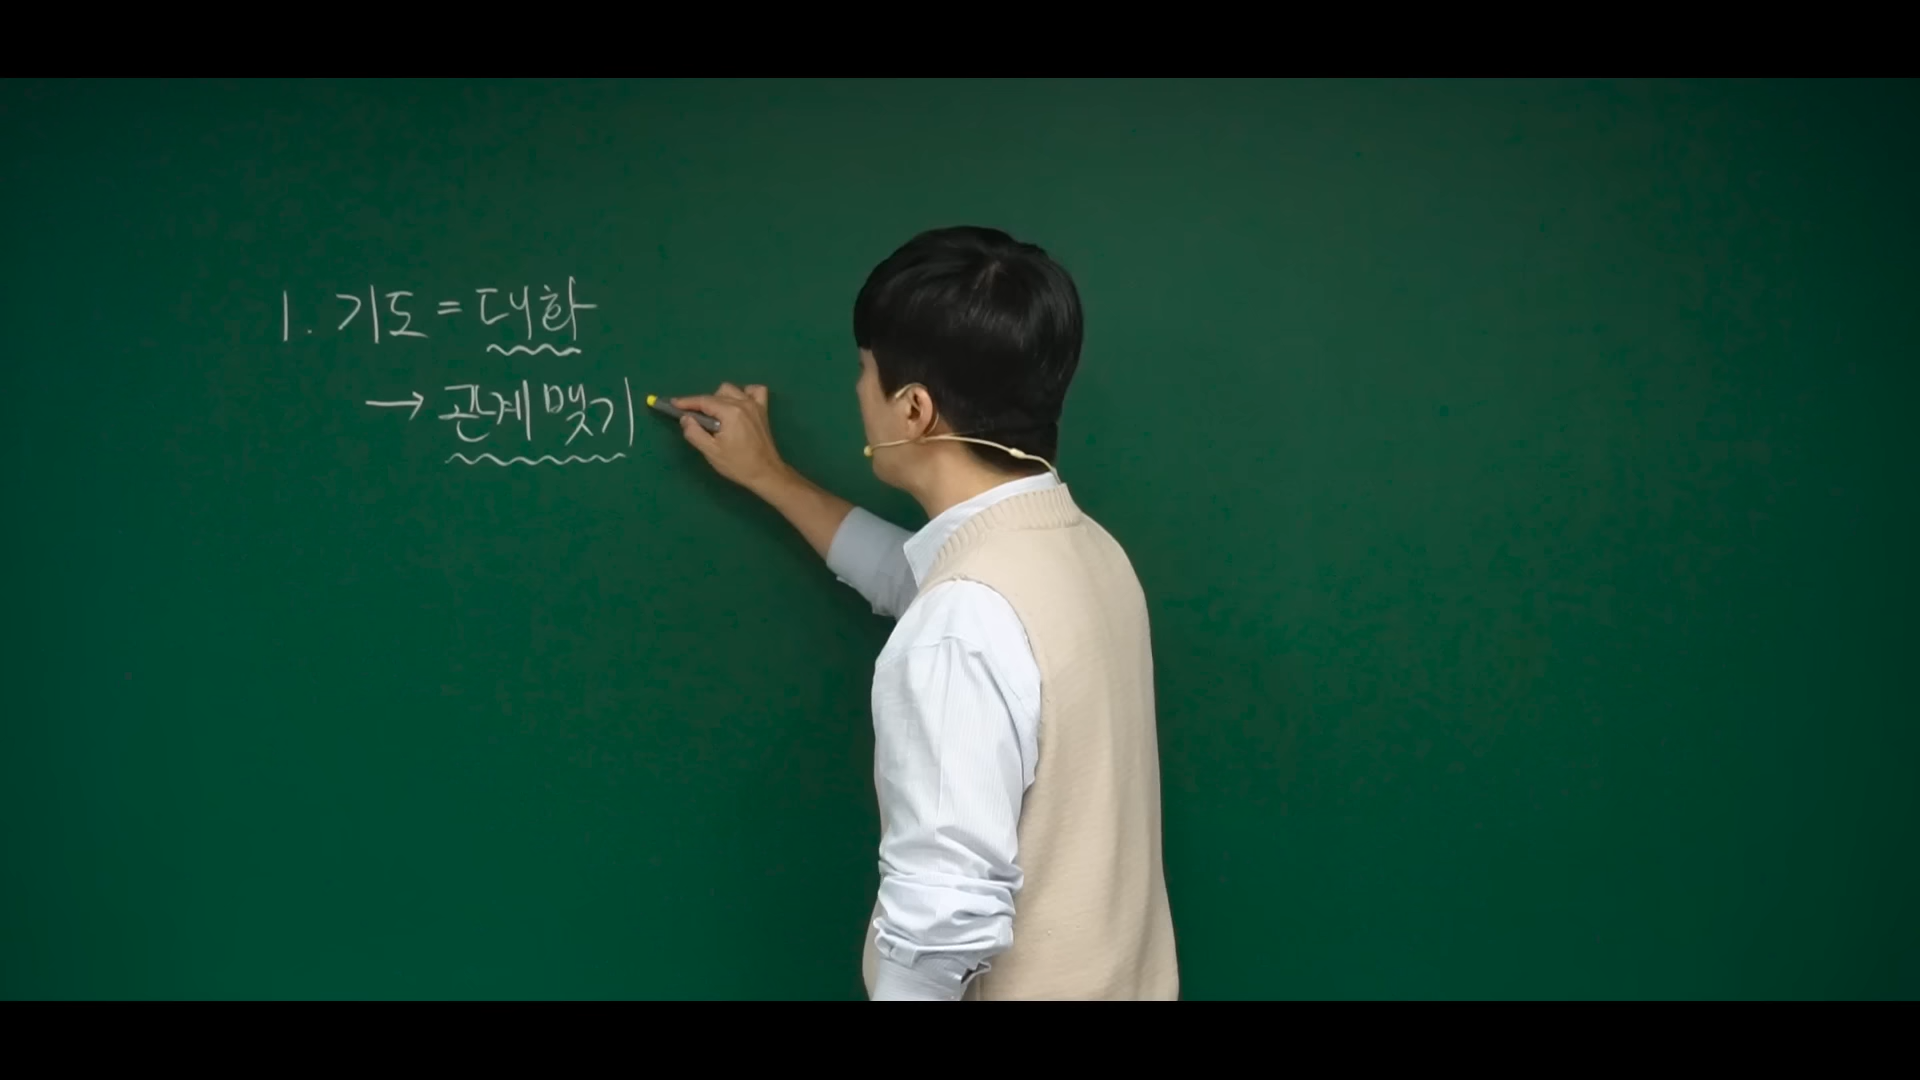 1. 기도 = 대화
→ 관계 맺기